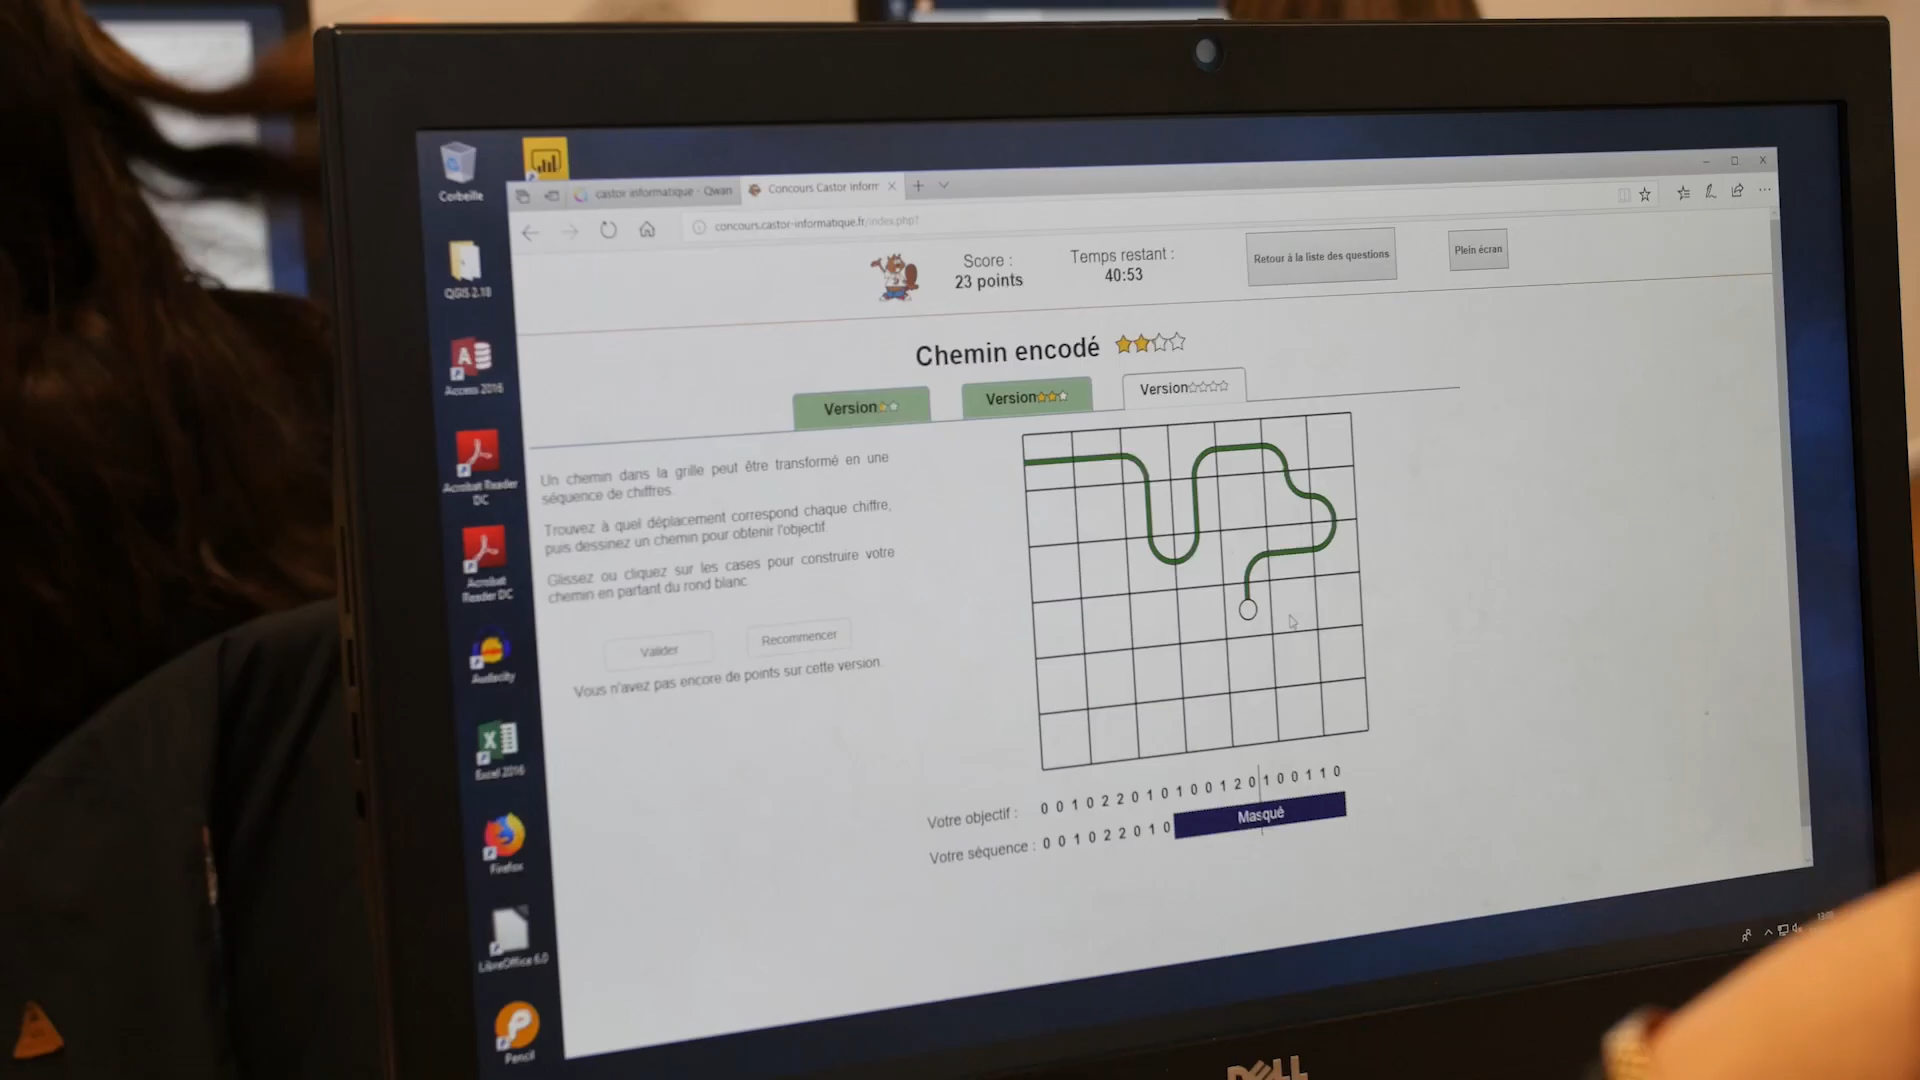 Corbeille
QGIS 2.18
Access 2016
Acrobat Reader
DC
Acrobat
Reader DC
Audacity
Excel 2016
Firefox
LibreOffice 6.0
Pencil
castor informatique - Qwan
Concours Castor Inform
concours.castor-informatique.fr/index.php?
Score :
23 points
Temps restant :
40:53
Retour à la liste des questions
Plein écran
Chemin encodé
Version
Version
Version
Un chemin dans la grille peut être transformé en une
séquence de chiffres.
Trouvez à quel déplacement correspond chaque chiffre,
puis dessinez un chemin pour obtenir l'objectif.
Glissez ou cliquez sur les cases pour construire votre
chemin en partant du rond blanc.
Valider
Recommencer
Vous n'avez pas encore de points sur cette version.
Votre objectif : 0 0 1 0 2 2 0 1 0 1 0 0 1 2 0 1 0 0 1 1 0
Votre séquence : 0 0 1 0 2 2 0 1 0 Masqué
DELL